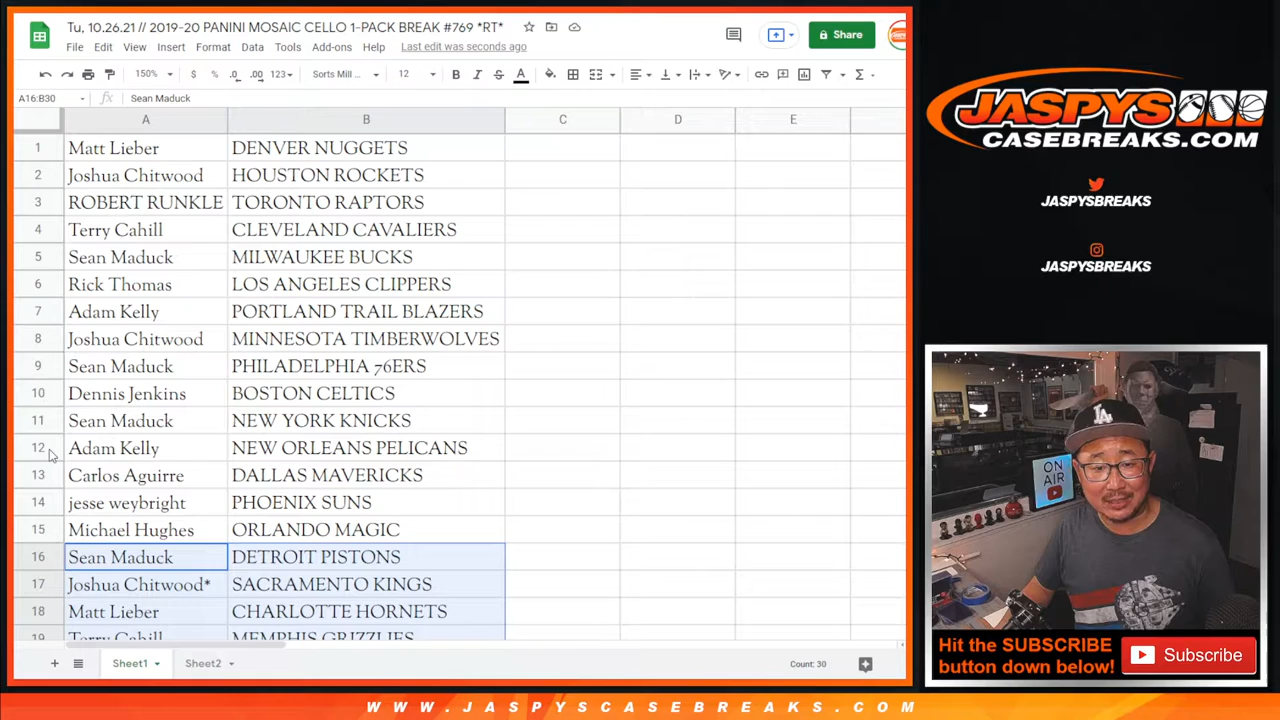 Tu, 10.26.21 // 2019-20 PANINI MOSAIC CELLO 1-PACK BREAK #769 *RT*
File Edit View Insert Format Data Tools Add-ons Help Last edit was seconds ago
Share
150% $ % .0 .00 123 Sorts Mill ... 12 B I S A
A16:B30 fx Sean Maduck
A B C D E
1 Matt Lieber DENVER NUGGETS
2 Joshua Chitwood HOUSTON ROCKETS
3 ROBERT RUNKLE TORONTO RAPTORS
4 Terry Cahill CLEVELAND CAVALIERS
5 Sean Maduck MILWAUKEE BUCKS
6 Rick Thomas LOS ANGELES CLIPPERS
7 Adam Kelly PORTLAND TRAIL BLAZERS
8 Joshua Chitwood MINNESOTA TIMBERWOLVES
9 Sean Maduck PHILADELPHIA 76ERS
10 Dennis Jenkins BOSTON CELTICS
11 Sean Maduck NEW YORK KNICKS
12 Adam Kelly NEW ORLEANS PELICANS
13 Carlos Aguirre DALLAS MAVERICKS
14 jesse weybright PHOENIX SUNS
15 Michael Hughes ORLANDO MAGIC
16 Sean Maduck DETROIT PISTONS
17 Joshua Chitwood* SACRAMENTO KINGS
18 Matt Lieber CHARLOTTE HORNETS
19 Terry Cahill MEMPHIS GRIZZLIES
Sheet1 Sheet2 Count: 30
JASPYS
CASEBREAKS.COM
JASPYSBREAKS
JASPYSBREAKS
LA
ON
AIR
Hit the SUBSCRIBE
button down below!
Subscribe
WWW.JASPYSCASEBREAKS.COM